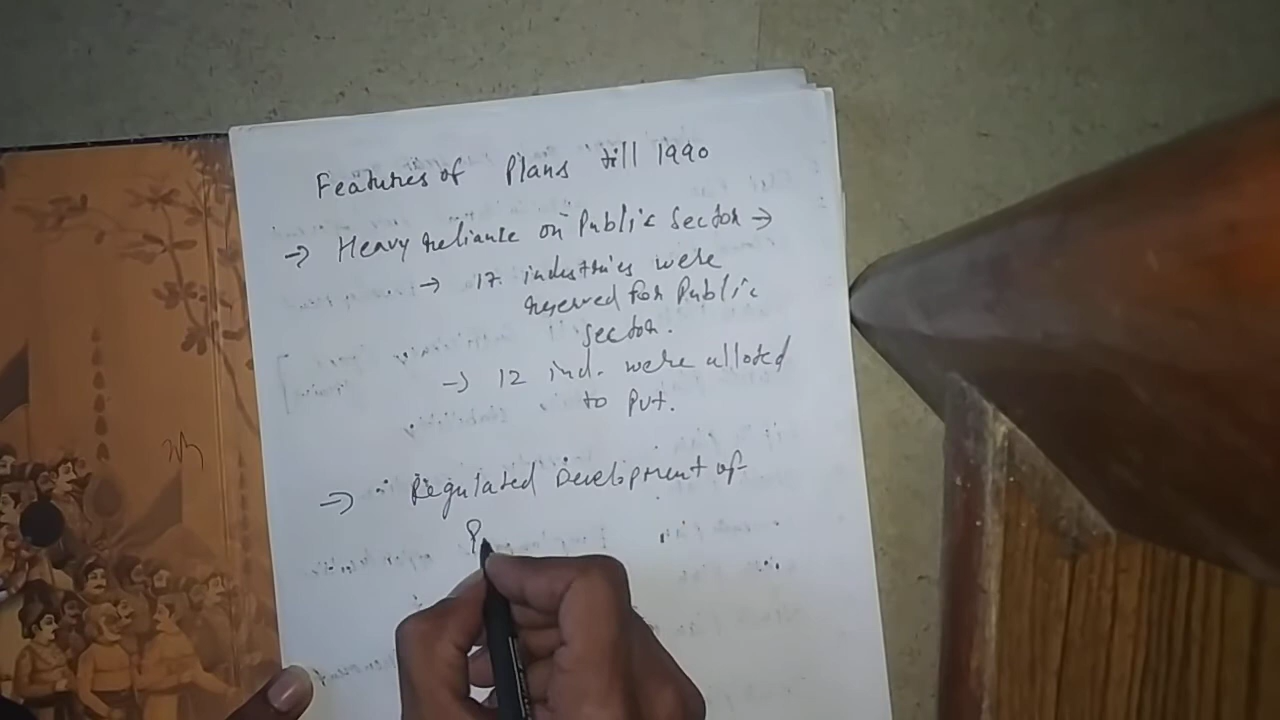 Features of Plans till 1990
→ Heavy reliance on Public Sector →
→ 17 industries were
reserved for Public
Sector.
→ 12 ind. were alloted
to Pvt.
→ Regulated Development of
P